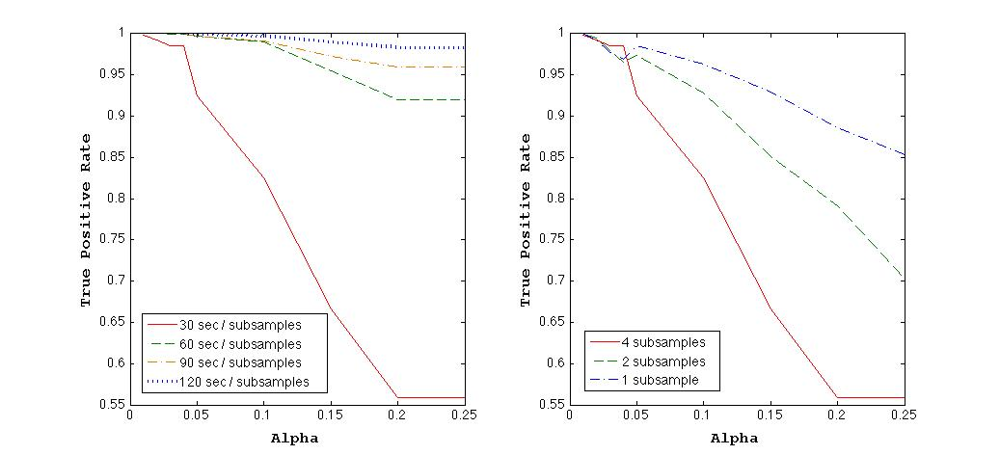 1
0.95
0.9
0.85
0.8
0.75
0.7
0.65
0.6
0.55
0 0.05 0.1 0.15 0.2 0.25
True Positive Rate
Alpha
30 sec / subsamples
60 sec / subsamples
90 sec / subsamples
120 sec / subsamples
1
0.95
0.9
0.85
0.8
0.75
0.7
0.65
0.6
0.55
0 0.05 0.1 0.15 0.2 0.25
True Positive Rate
Alpha
4 subsamples
2 subsamples
1 subsample